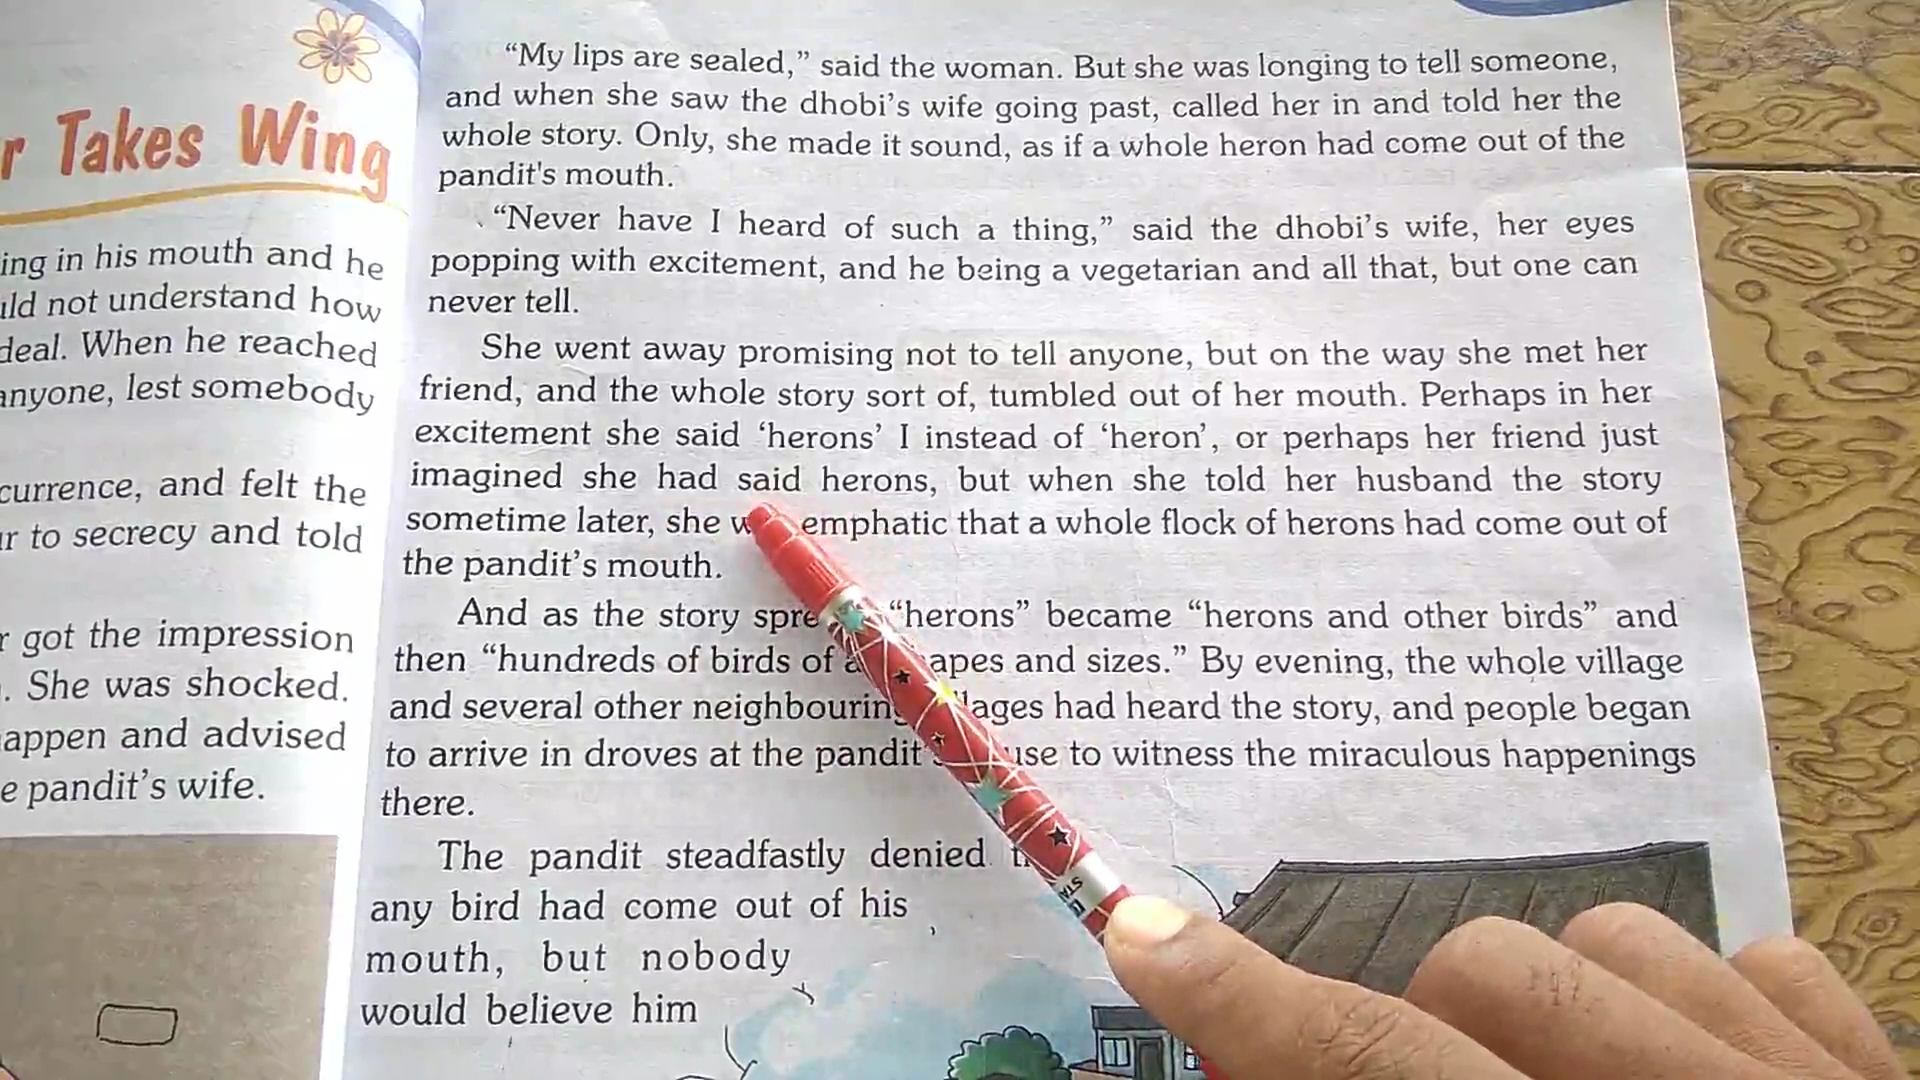 r Takes Wing
ing in his mouth and he
uld not understand how
deal. When he reached
anyone, lest somebody
currence, and felt the
ur to secrecy and told
r got the impression
. She was shocked.
appen and advised
e pandit’s wife.
“My lips are sealed,” said the woman. But she was longing to tell someone,
and when she saw the dhobi’s wife going past, called her in and told her the
whole story. Only, she made it sound, as if a whole heron had come out of the
pandit's mouth.
“Never have I heard of such a thing,” said the dhobi’s wife, her eyes
popping with excitement, and he being a vegetarian and all that, but one can
never tell.
She went away promising not to tell anyone, but on the way she met her
friend, and the whole story sort of, tumbled out of her mouth. Perhaps in her
excitement she said ‘herons’ I instead of ‘heron’, or perhaps her friend just
imagined she had said herons, but when she told her husband the story
sometime later, she emphatic that a whole flock of herons had come out of
the pandit’s mouth.
And as the story “herons” became “herons and other birds” and
then “hundreds of birds of and sizes.” By evening, the whole village
and several other neighbouring had heard the story, and people began
to arrive in droves at the to witness the miraculous happenings
there.
The pandit steadfastly denied
any bird had come out of his
mouth, but nobody
would believe him